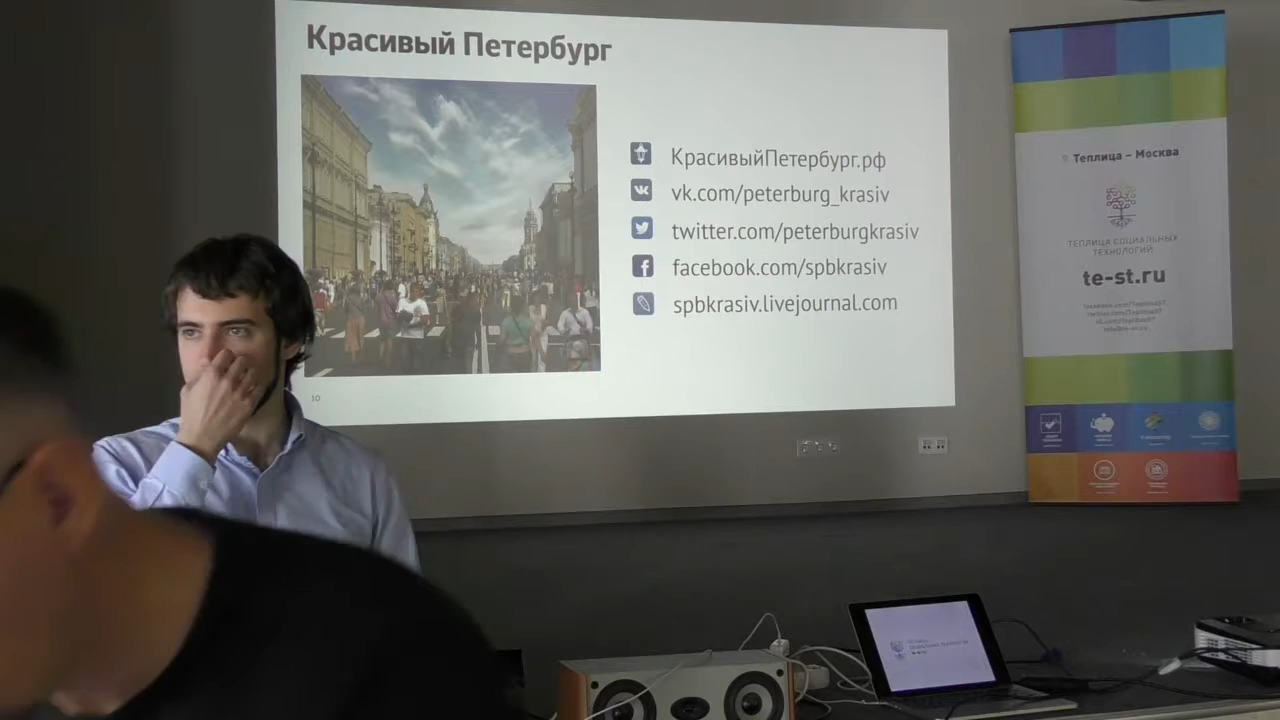 Красивый Петербург
КрасивыйПетербург.рф
vk.com/peterburg_krasiv
twitter.com/peterburgkrasiv
facebook.com/spbkrasiv
spbkrasiv.livejournal.com
10
Теплица – Москва
ТЕПЛИЦА СОЦИАЛЬНЫХ
ТЕХНОЛОГИЙ
te-st.ru